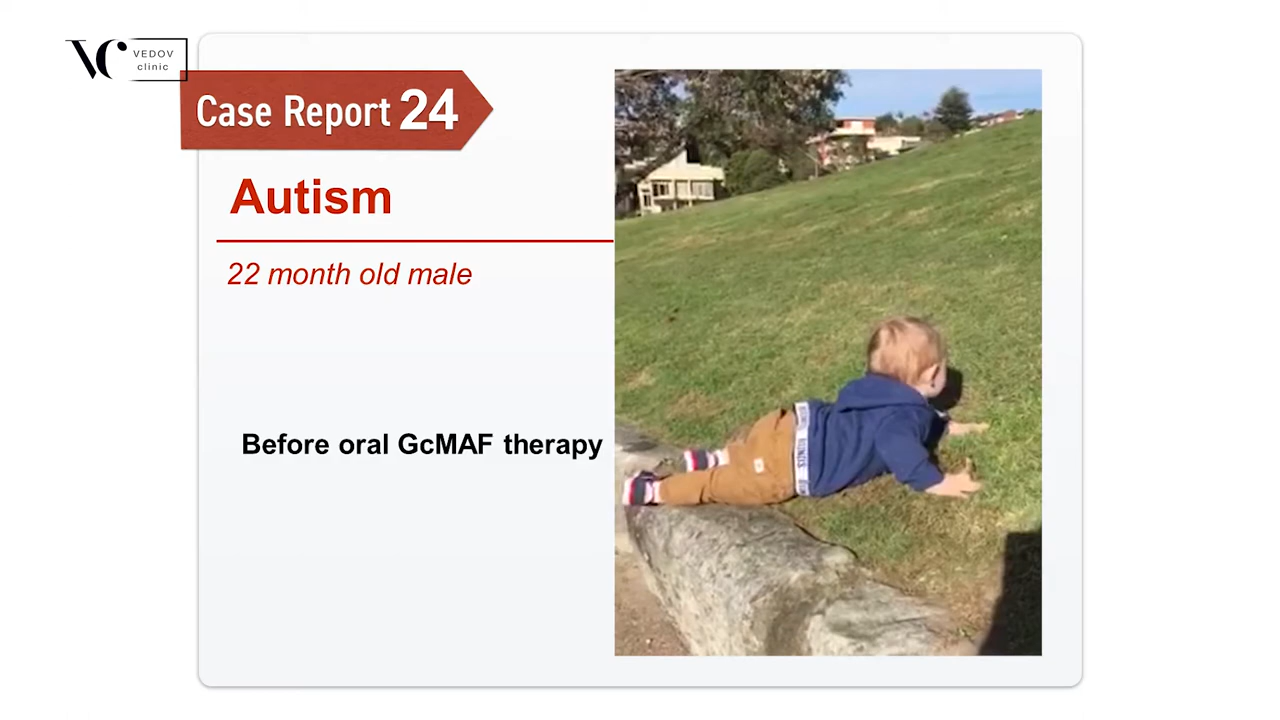 VC
VEDOV
clinic
Case Report 24
Autism
22 month old male
Before oral GcMAF therapy